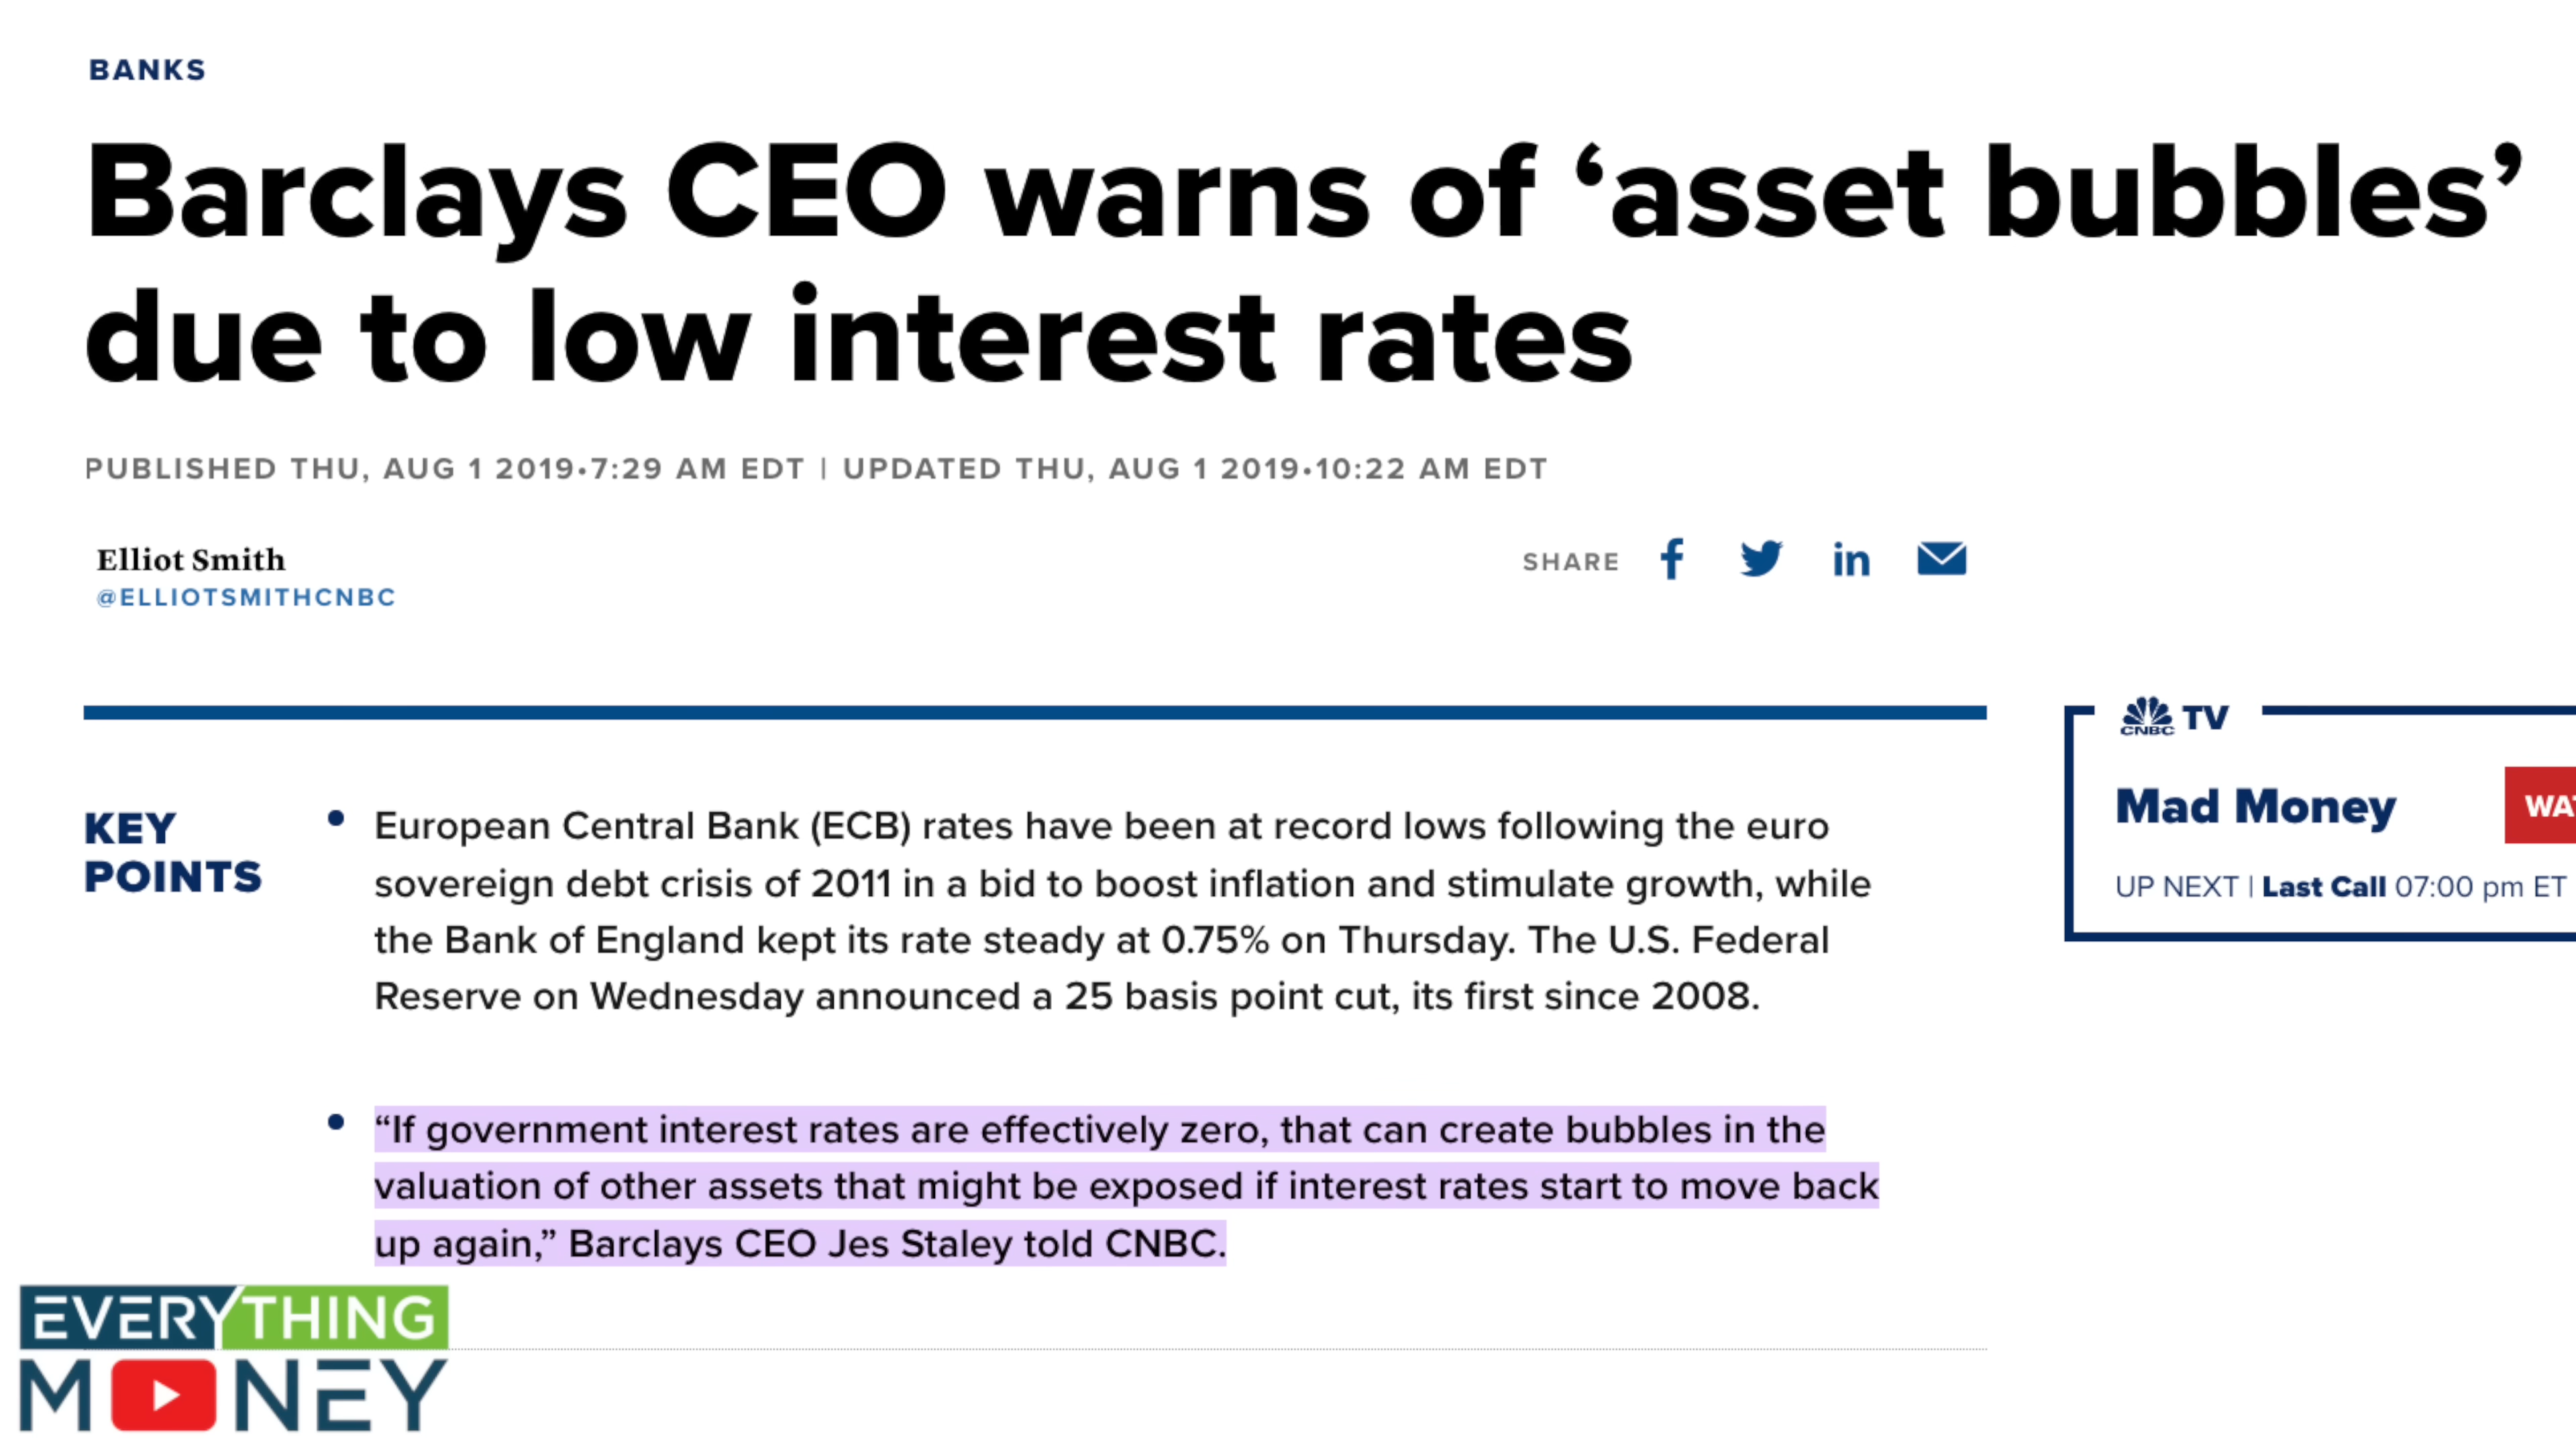 BANKS
Barclays CEO warns of ‘asset bubbles’
due to low interest rates
PUBLISHED THU, AUG 1 2019•7:29 AM EDT | UPDATED THU, AUG 1 2019•10:22 AM EDT
Elliot Smith
@ELLIOTSMITHCNBC
SHARE
KEY
POINTS
European Central Bank (ECB) rates have been at record lows following the euro
sovereign debt crisis of 2011 in a bid to boost inflation and stimulate growth, while
the Bank of England kept its rate steady at 0.75% on Thursday. The U.S. Federal
Reserve on Wednesday announced a 25 basis point cut, its first since 2008.
“If government interest rates are effectively zero, that can create bubbles in the
valuation of other assets that might be exposed if interest rates start to move back
up again,” Barclays CEO Jes Staley told CNBC.
CNBC TV
Mad Money
UP NEXT | Last Call 07:00 pm ET
EVERYTHING
MONEY